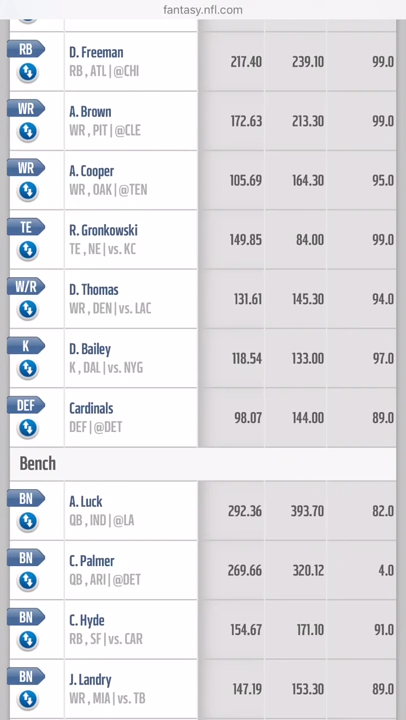 fantasy.nfl.com
RB D. Freeman 217.40 239.10 99.0
RB , ATL | @CHI
WR A. Brown 172.63 213.30 99.0
WR , PIT | @CLE
WR A. Cooper 105.69 164.30 95.0
WR , OAK | @TEN
TE R. Gronkowski 149.85 84.00 99.0
TE , NE | vs. KC
W/R D. Thomas 131.61 145.30 94.0
WR , DEN | vs. LAC
K D. Bailey 118.54 133.00 97.0
K , DAL | vs. NYG
DEF Cardinals 98.07 144.00 89.0
DEF | @DET
Bench
BN A. Luck 292.36 393.70 82.0
QB , IND | @LA
BN C. Palmer 269.66 320.12 4.0
QB , ARI | @DET
BN C. Hyde 154.67 171.10 91.0
RB , SF | vs. CAR
BN J. Landry 147.19 153.30 89.0
WR , MIA | vs. TB